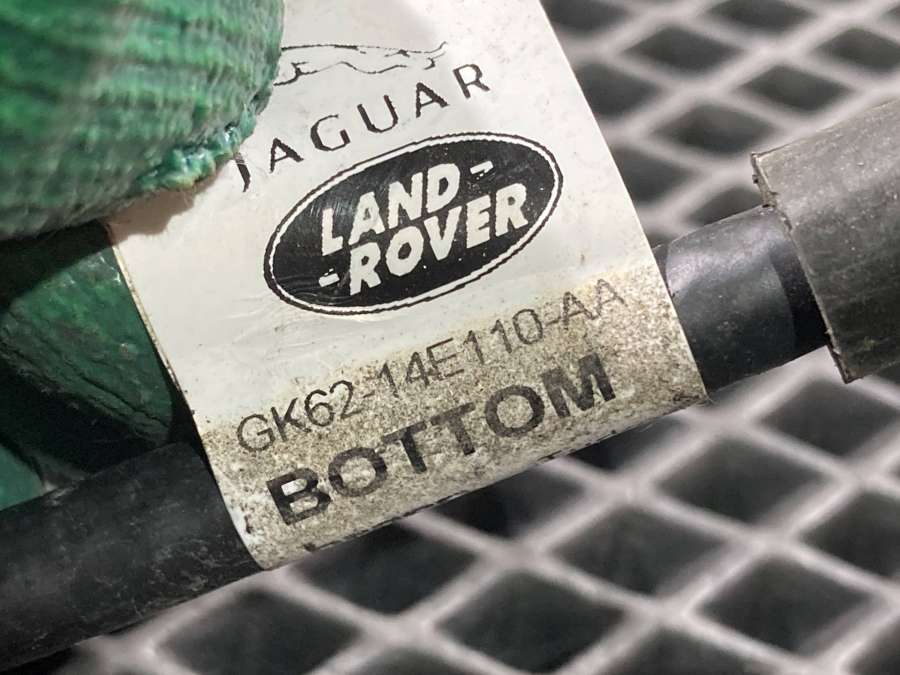 JAGUAR
LAND-
-ROVER
GK62-14E110-AA
BOTTOM